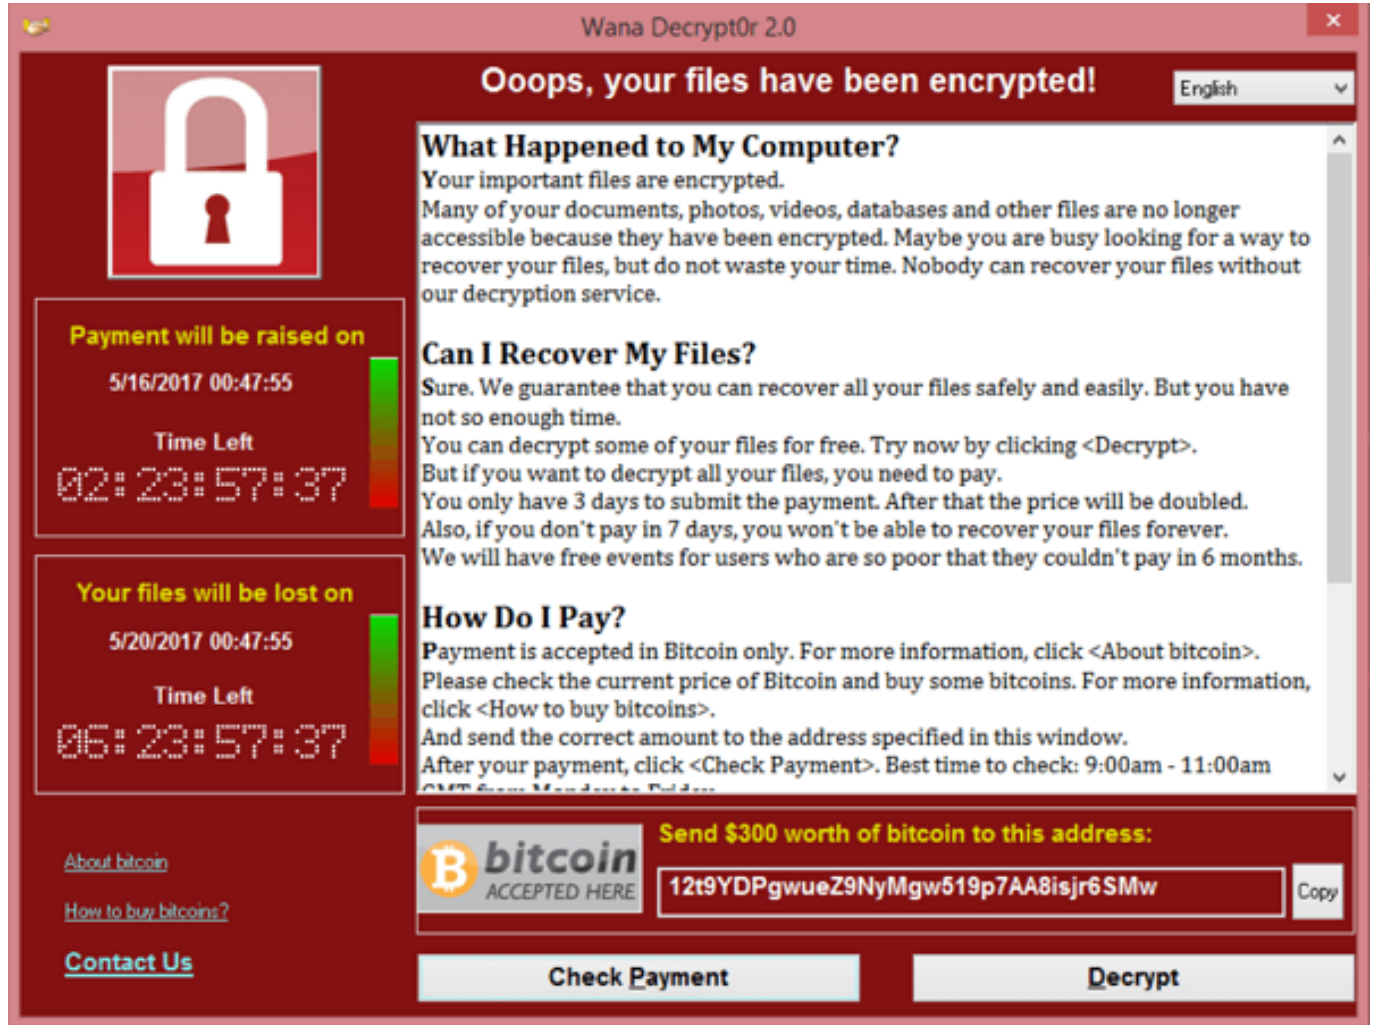 Wana Decrypt0r 2.0
Ooops, your files have been encrypted!
English
Payment will be raised on
5/16/2017 00:47:55
Time Left
02:23:57:37
Your files will be lost on
5/20/2017 00:47:55
Time Left
06:23:57:37
About bitcoin
How to buy bitcoins?
Contact Us
What Happened to My Computer?
Your important files are encrypted.
Many of your documents, photos, videos, databases and other files are no longer
accessible because they have been encrypted. Maybe you are busy looking for a way to
recover your files, but do not waste your time. Nobody can recover your files without
our decryption service.
Can I Recover My Files?
Sure. We guarantee that you can recover all your files safely and easily. But you have
not so enough time.
You can decrypt some of your files for free. Try now by clicking <Decrypt>.
But if you want to decrypt all your files, you need to pay.
You only have 3 days to submit the payment. After that the price will be doubled.
Also, if you don't pay in 7 days, you won't be able to recover your files forever.
We will have free events for users who are so poor that they couldn't pay in 6 months.
How Do I Pay?
Payment is accepted in Bitcoin only. For more information, click <About bitcoin>.
Please check the current price of Bitcoin and buy some bitcoins. For more information,
click <How to buy bitcoins>.
And send the correct amount to the address specified in this window.
After your payment, click <Check Payment>. Best time to check: 9:00am - 11:00am
GMT from Monday to Friday
bitcoin
ACCEPTED HERE
Send $300 worth of bitcoin to this address:
12t9YDPgwueZ9NyMgw519p7AA8isjr6SMw
Copy
Check Payment
Decrypt